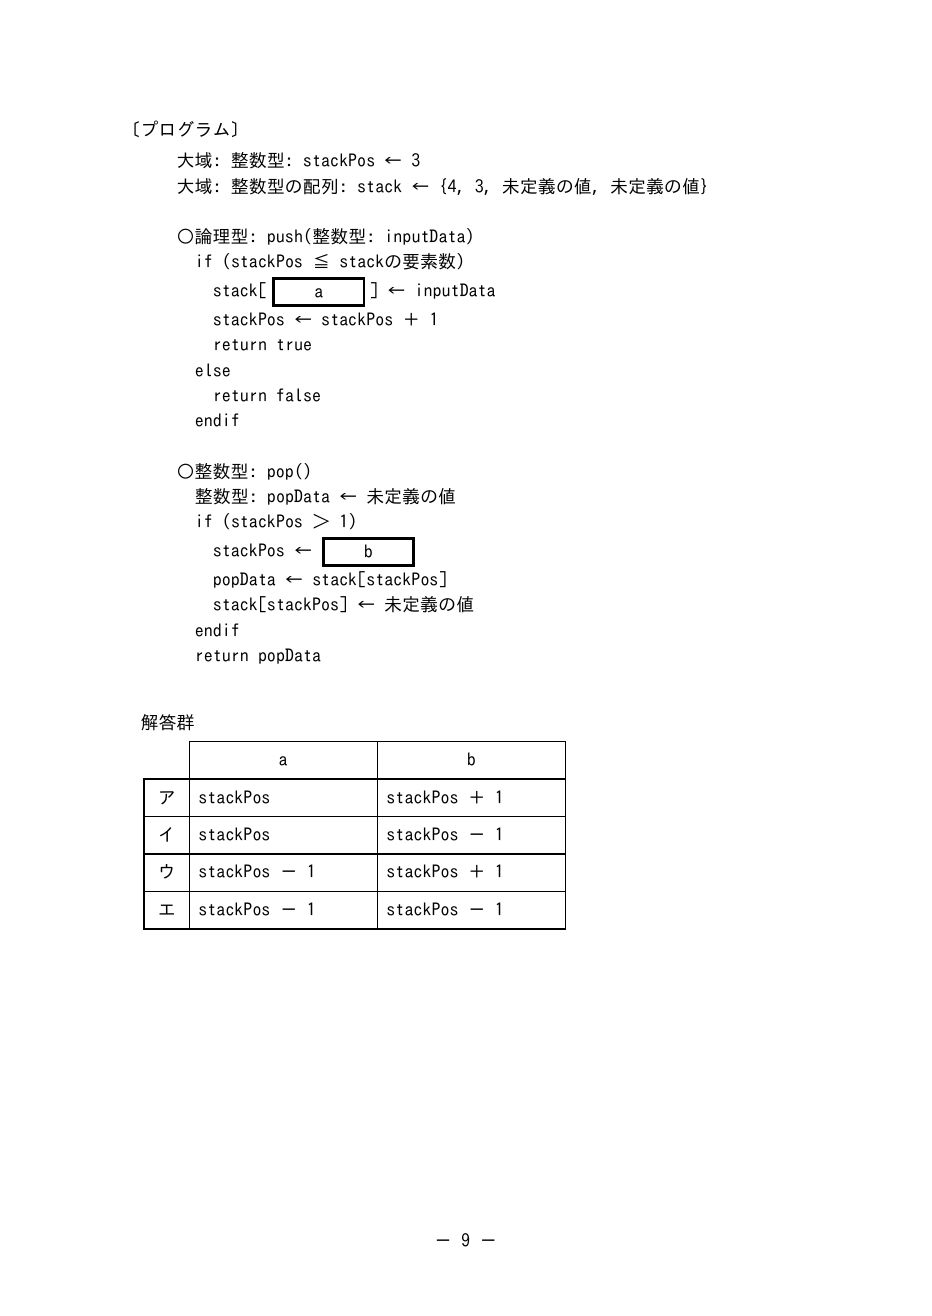 〔プログラム〕
大域: 整数型: stackPos ← 3
大域: 整数型の配列: stack ← {4, 3, 未定義の値, 未定義の値}
○論理型: push(整数型: inputData)
if (stackPos ≦ stackの要素数)
stack[ a ] ← inputData
stackPos ← stackPos ＋ 1
return true
else
return false
endif
○整数型: pop()
整数型: popData ← 未定義の値
if (stackPos ＞ 1)
stackPos ← b
popData ← stack[stackPos]
stack[stackPos] ← 未定義の値
endif
return popData
解答群
a b
ア stackPos stackPos ＋ 1
イ stackPos stackPos － 1
ウ stackPos － 1 stackPos ＋ 1
エ stackPos － 1 stackPos － 1
－ 9 －